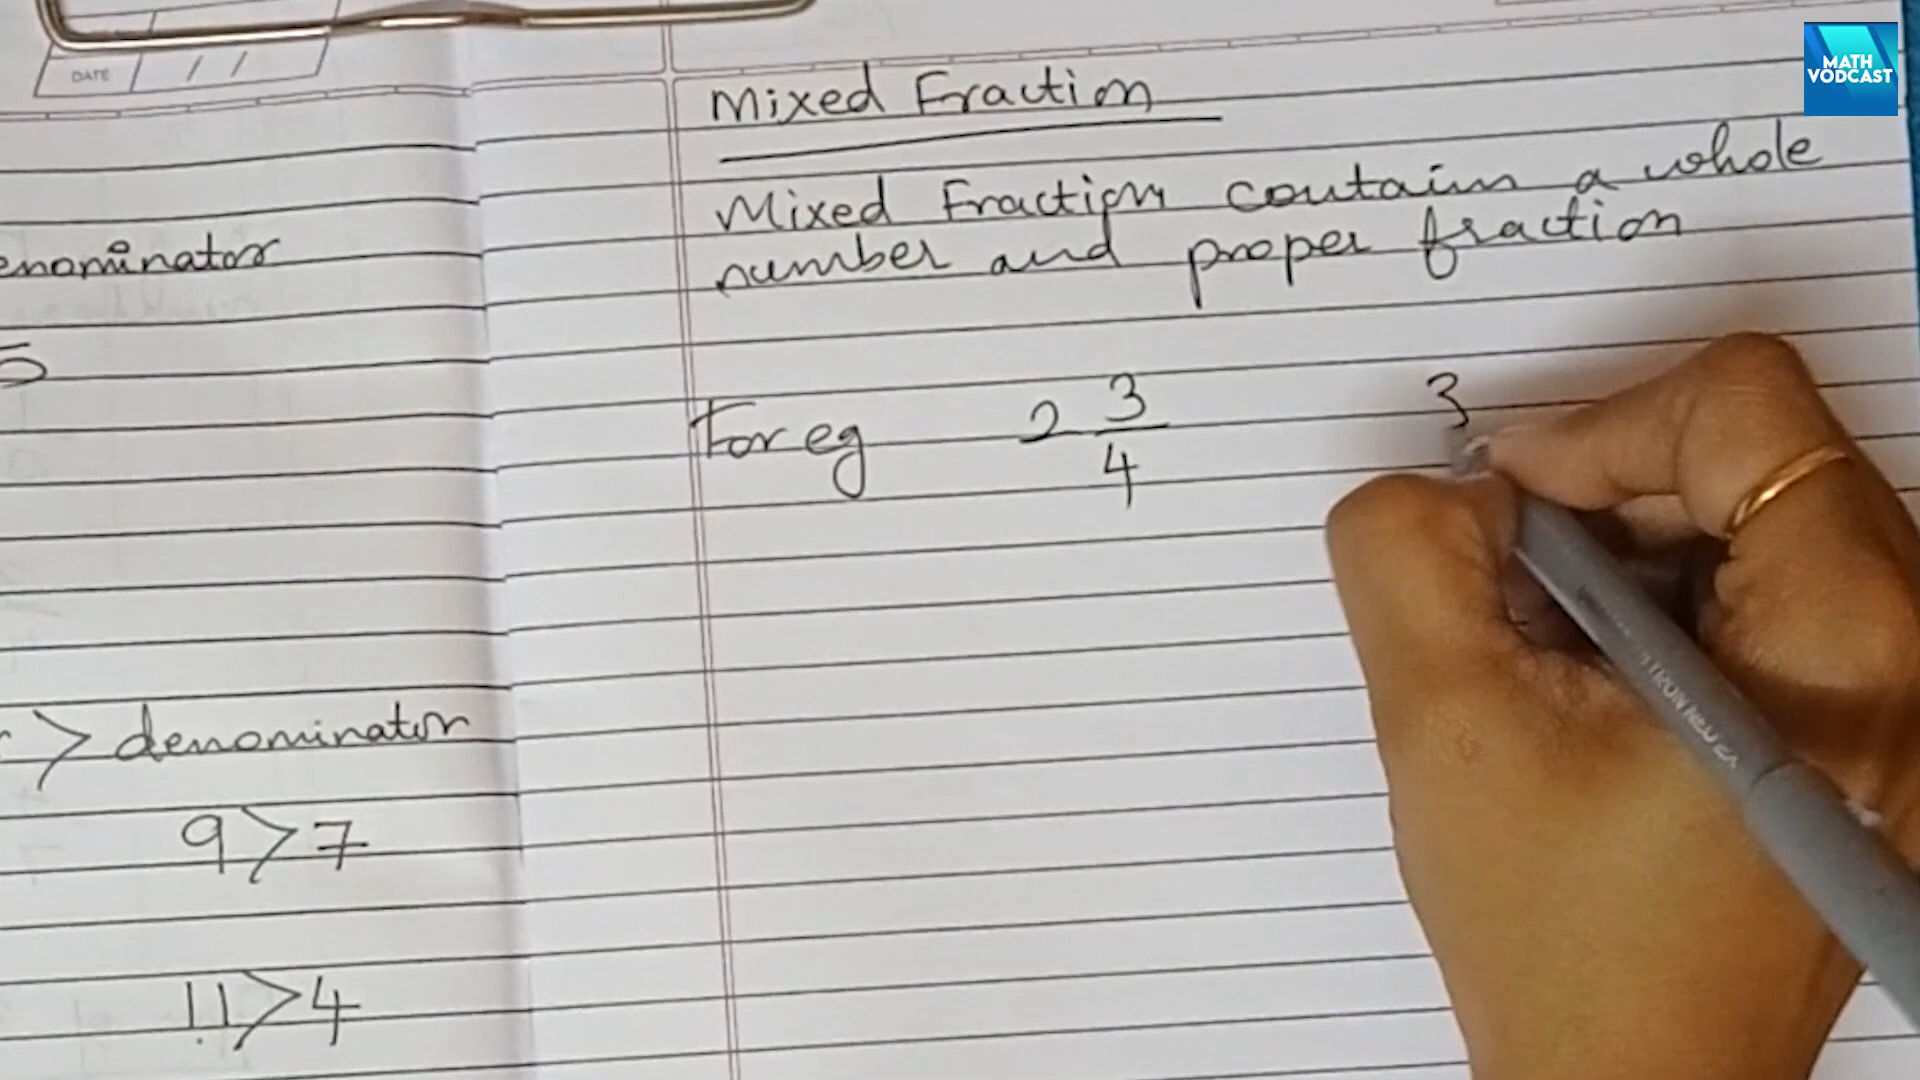 DATE / /
MATH
VODCAST
enominator
5
> denominator
9 > 7
11 > 4
Mixed Fraction
Mixed Fraction contains a whole
number and proper fraction
For eg 2 3/4 3